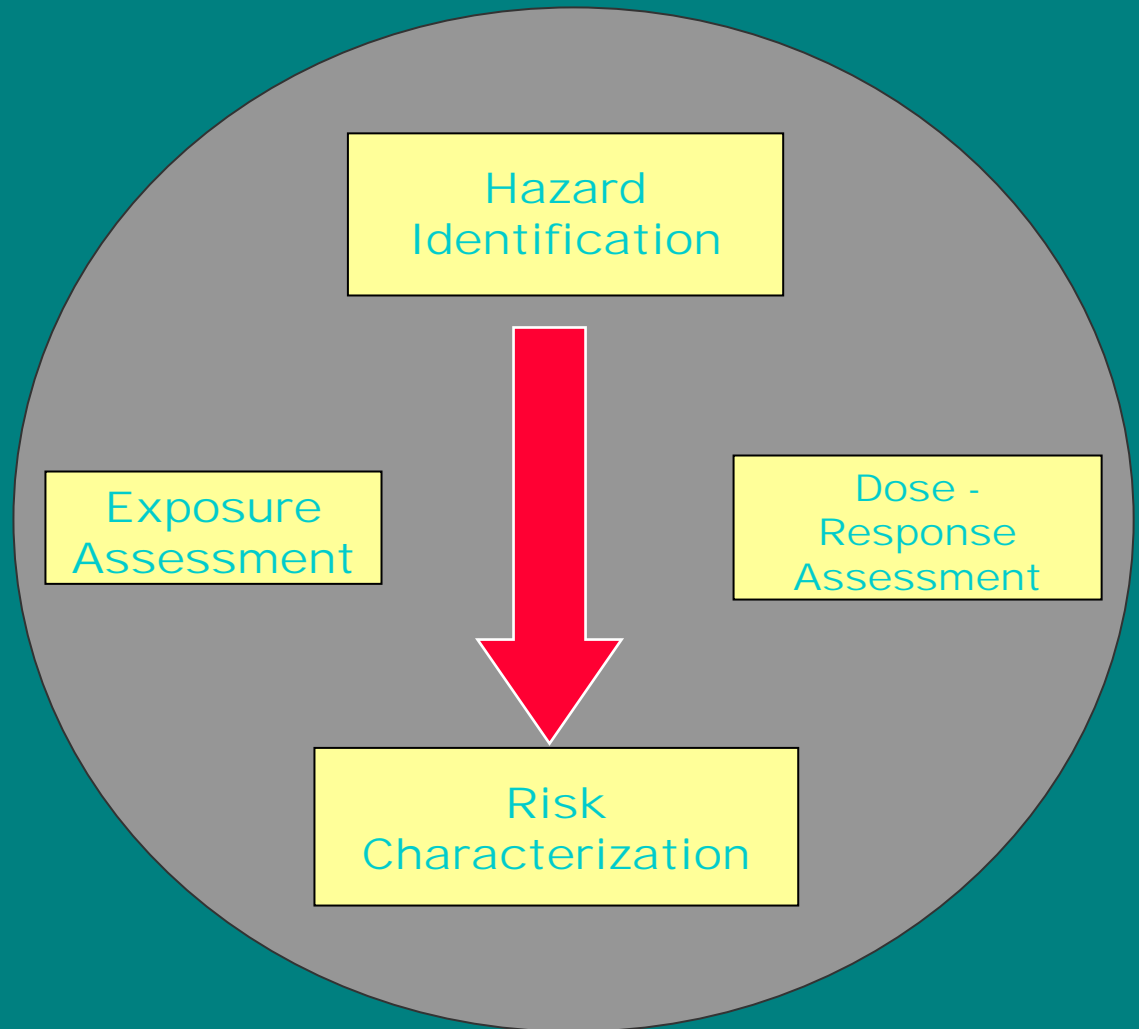 Hazard
Identification
Exposure
Assessment
Dose -
Response
Assessment
Risk
Characterization